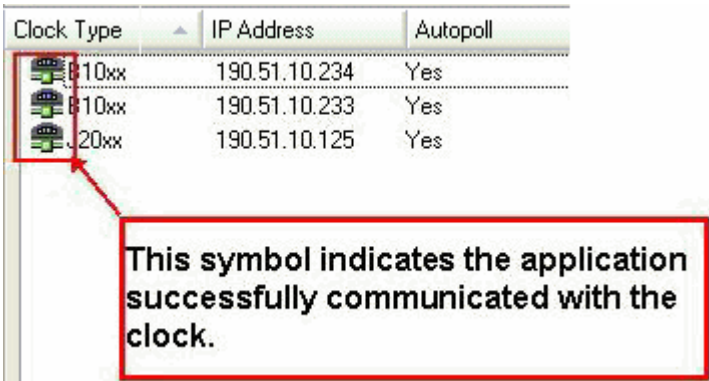 Clock Type IP Address Autopoll
B10xx 190.51.10.234 Yes
B10xx 190.51.10.233 Yes
J20xx 190.51.10.125 Yes
This symbol indicates the application
successfully communicated with the
clock.